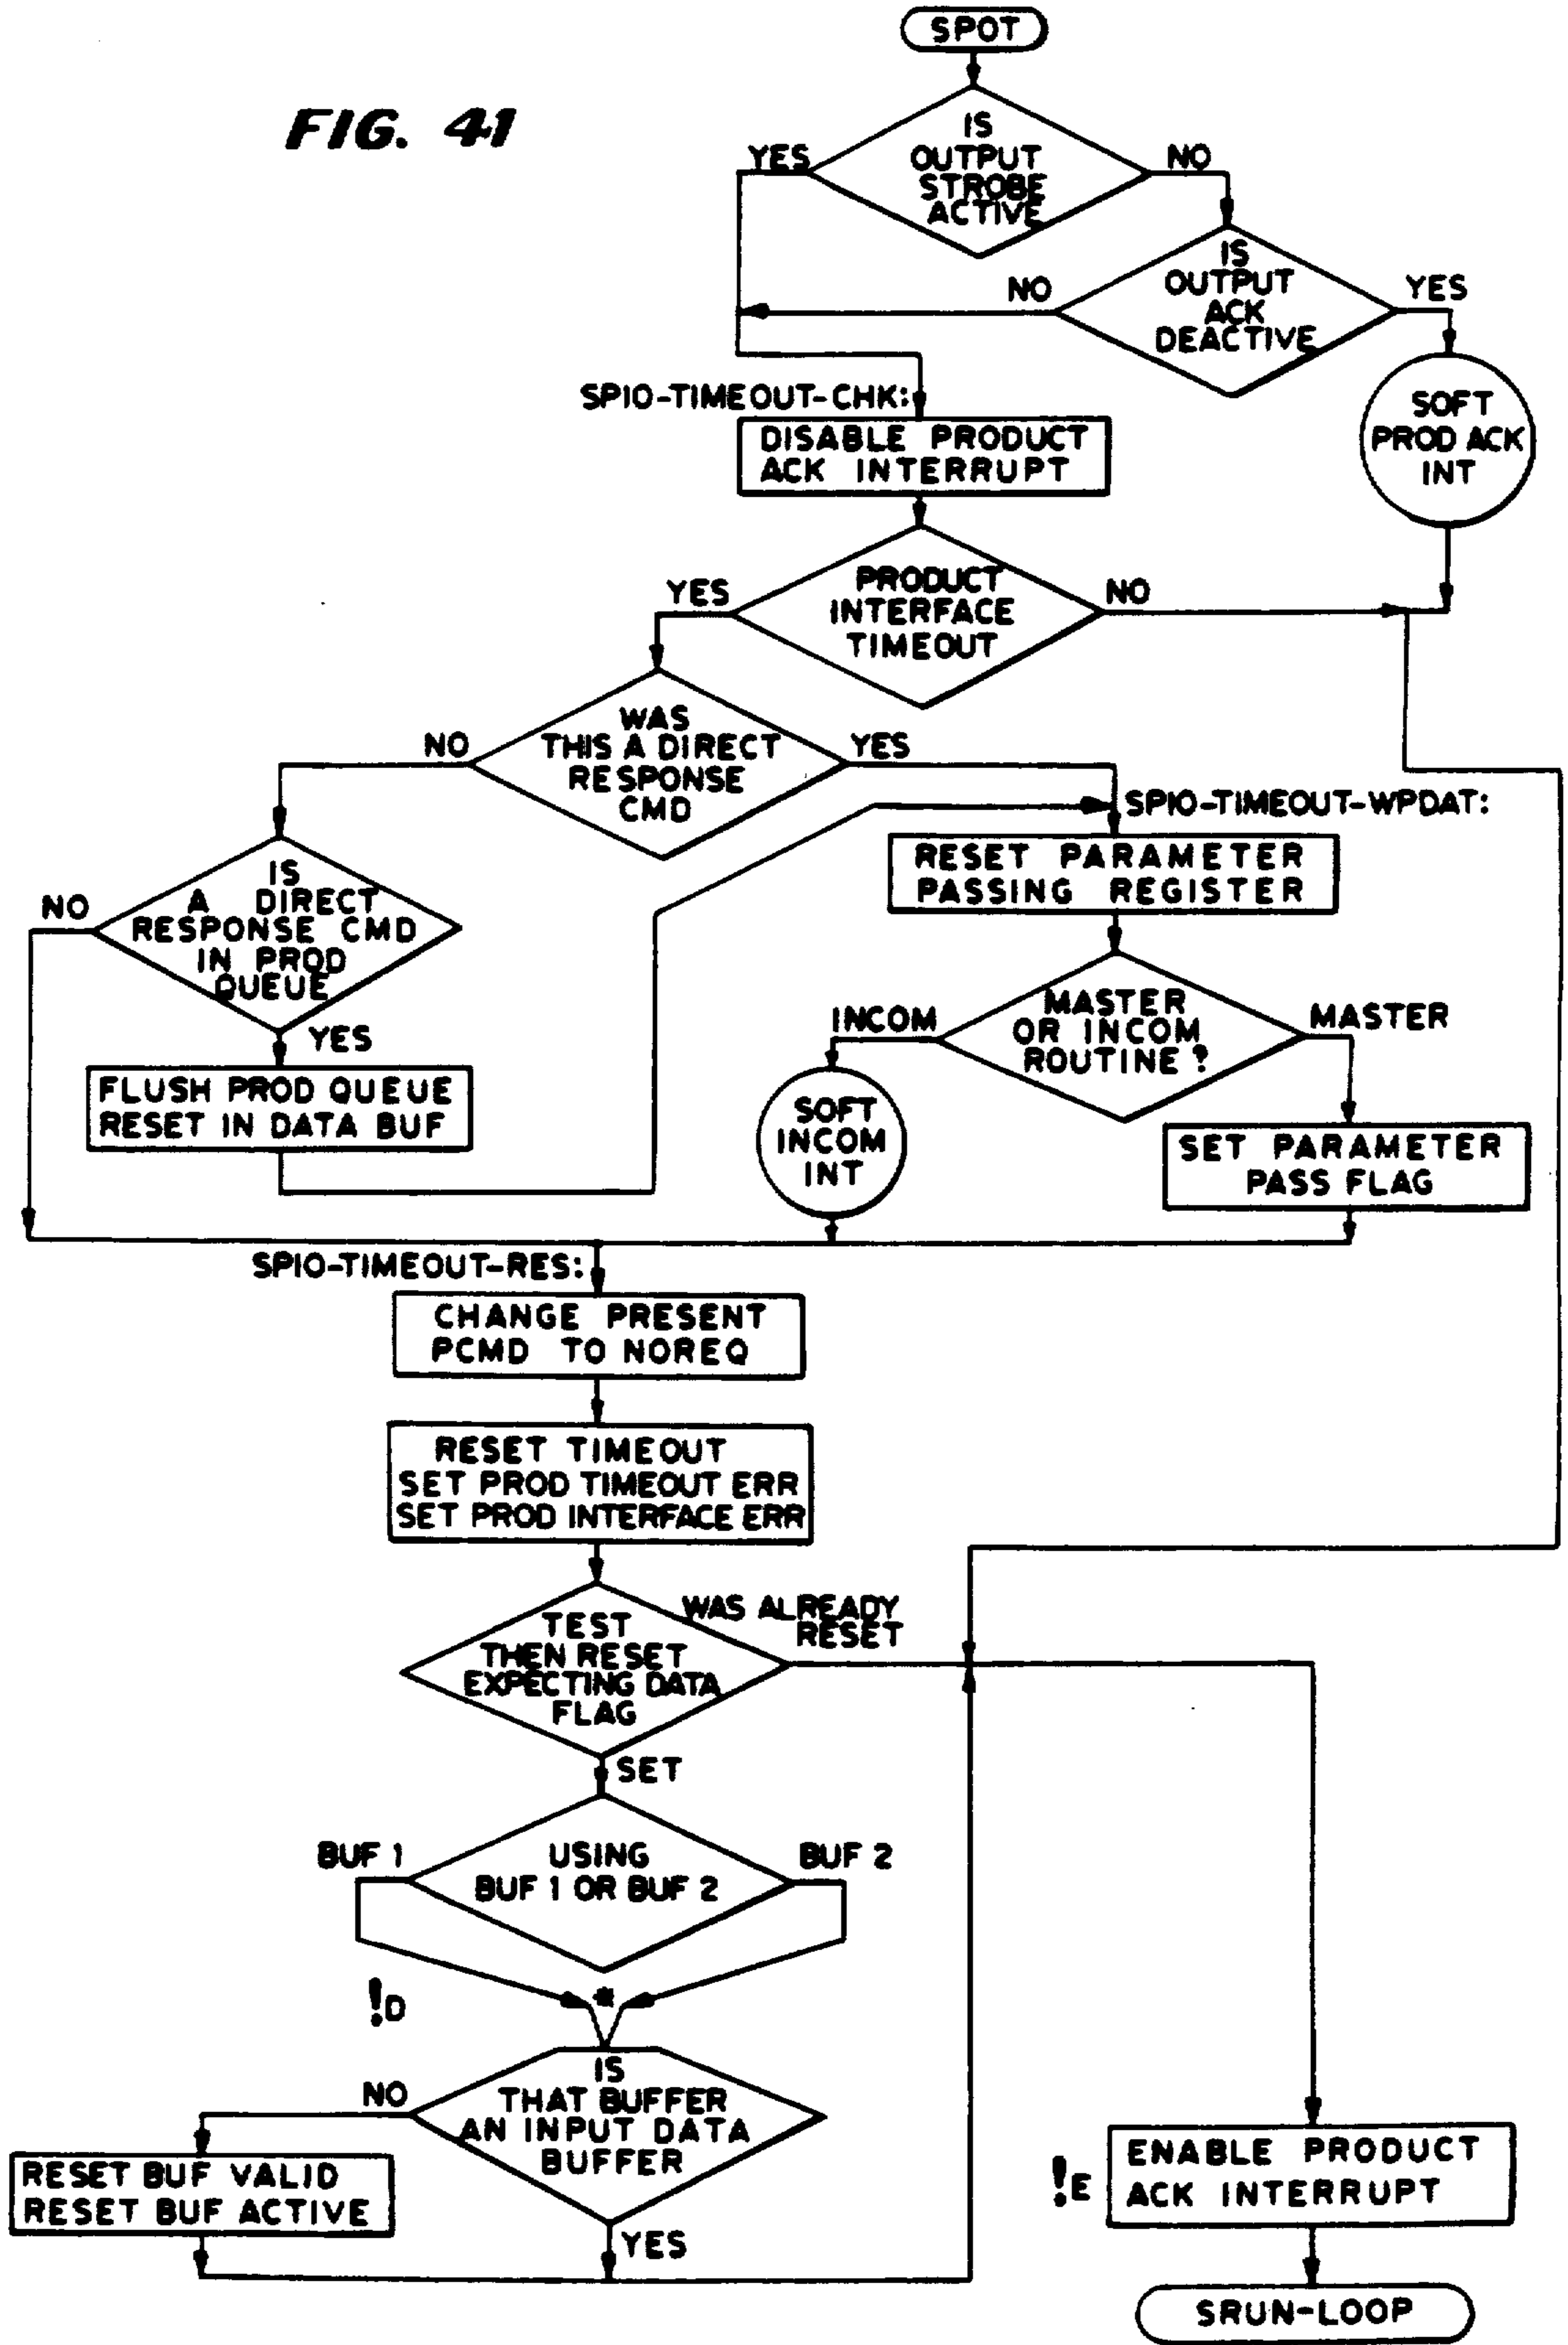 SPOT
FIG. 41
IS
OUTPUT
STROBE
ACTIVE
YES
NO
IS
OUTPUT
ACK
DEACTIVE
NO
YES
SOFT
PROD ACK
INT
SPIO-TIMEOUT-CHK:
DISABLE PRODUCT
ACK INTERRUPT
PRODUCT
INTERFACE
TIMEOUT
YES
NO
WAS
THIS A DIRECT
RESPONSE
CMD
NO
YES
SPIO-TIMEOUT-WPDAT:
RESET PARAMETER
PASSING REGISTER
IS
A DIRECT
RESPONSE CMD
IN PROD
QUEUE
NO
YES
FLUSH PROD QUEUE
RESET IN DATA BUF
MASTER
OR INCOM
ROUTINE ?
INCOM
MASTER
SOFT
INCOM
INT
SET PARAMETER
PASS FLAG
SPIO-TIMEOUT-RES:
CHANGE PRESENT
PCMD TO NOREQ
RESET TIMEOUT
SET PROD TIMEOUT ERR
SET PROD INTERFACE ERR
TEST
THEN RESET
EXPECTING DATA
FLAG
WAS ALREADY
RESET
SET
USING
BUF 1 OR BUF 2
BUF 1
BUF 2
*
!D
IS
THAT BUFFER
AN INPUT DATA
BUFFER
NO
YES
RESET BUF VALID
RESET BUF ACTIVE
!E
ENABLE PRODUCT
ACK INTERRUPT
SRUN-LOOP